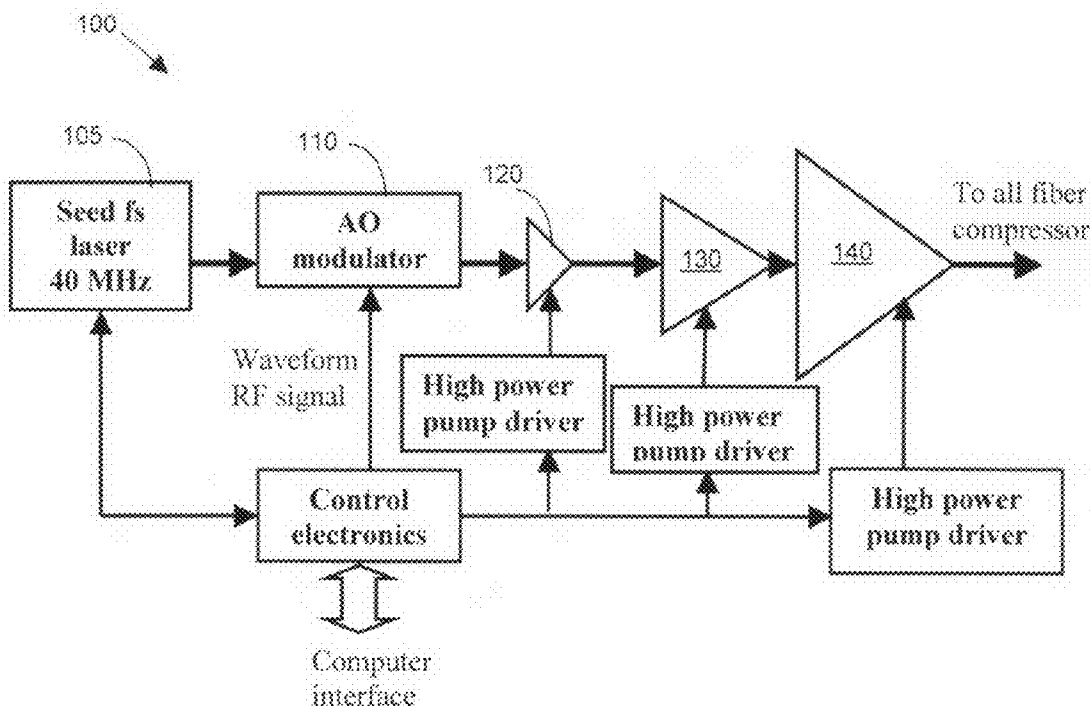 100
105
110
120
Seed fs
laser
40 MHz
AO
modulator
130
140
To all fiber
compressor
Waveform
RF signal
High power
pump driver
High power
pump driver
High power
pump driver
Control
electronics
Computer
interface